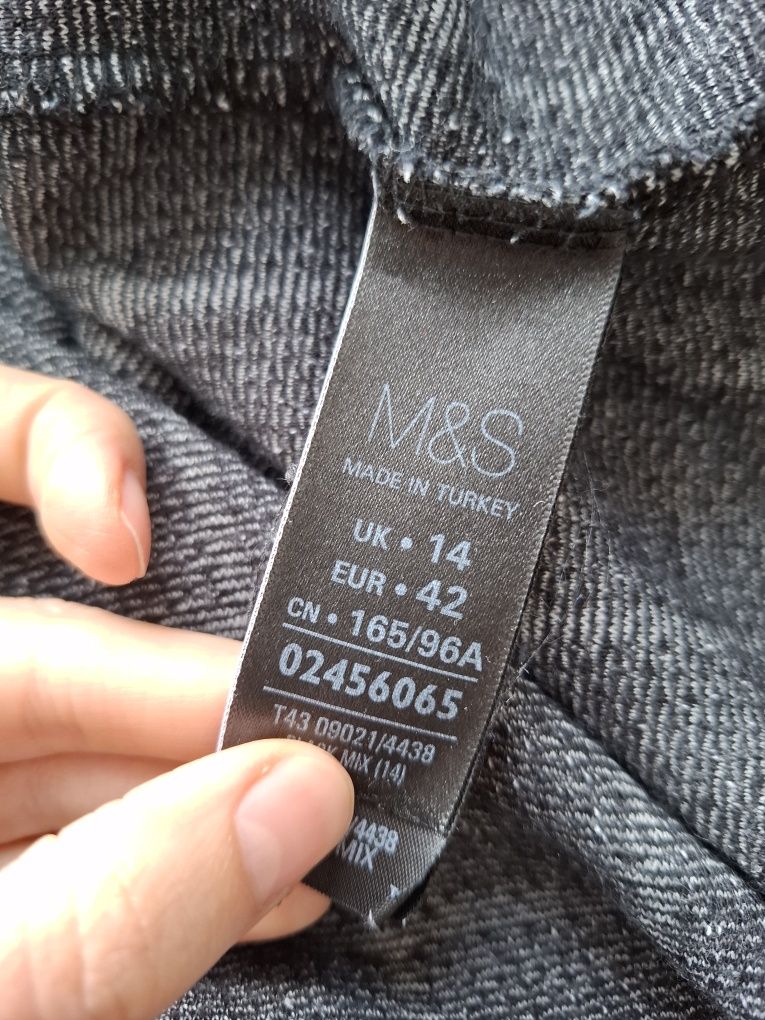 M&S
MADE IN TURKEY
UK • 14
EUR • 42
CN • 165/96A
02456065
T43 09021/4438
MIX (14)
/4438
MIX